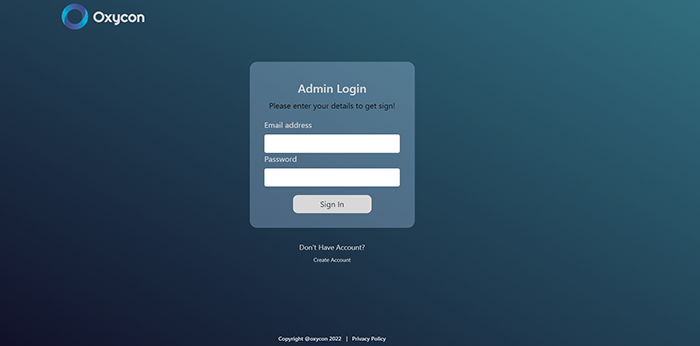 Oxycon
Admin Login
Please enter your details to get sign!
Email address
Password
Sign In
Don't Have Account?
Create Account
Copyright @oxycon 2022 | Privacy Policy